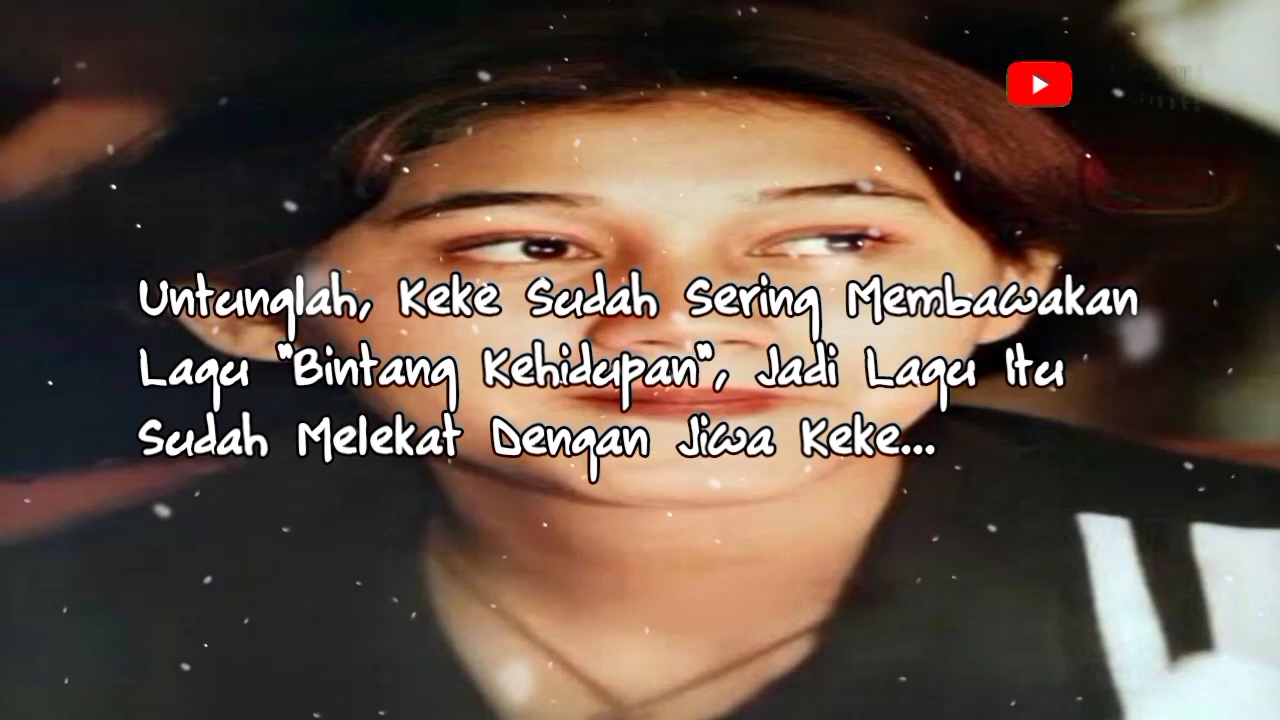 Untunglah, Keke Sudah Sering Membawakan
Lagu "Bintang Kehidupan", Jadi Lagu Itu
Sudah Melekat Dengan Jiwa Keke...